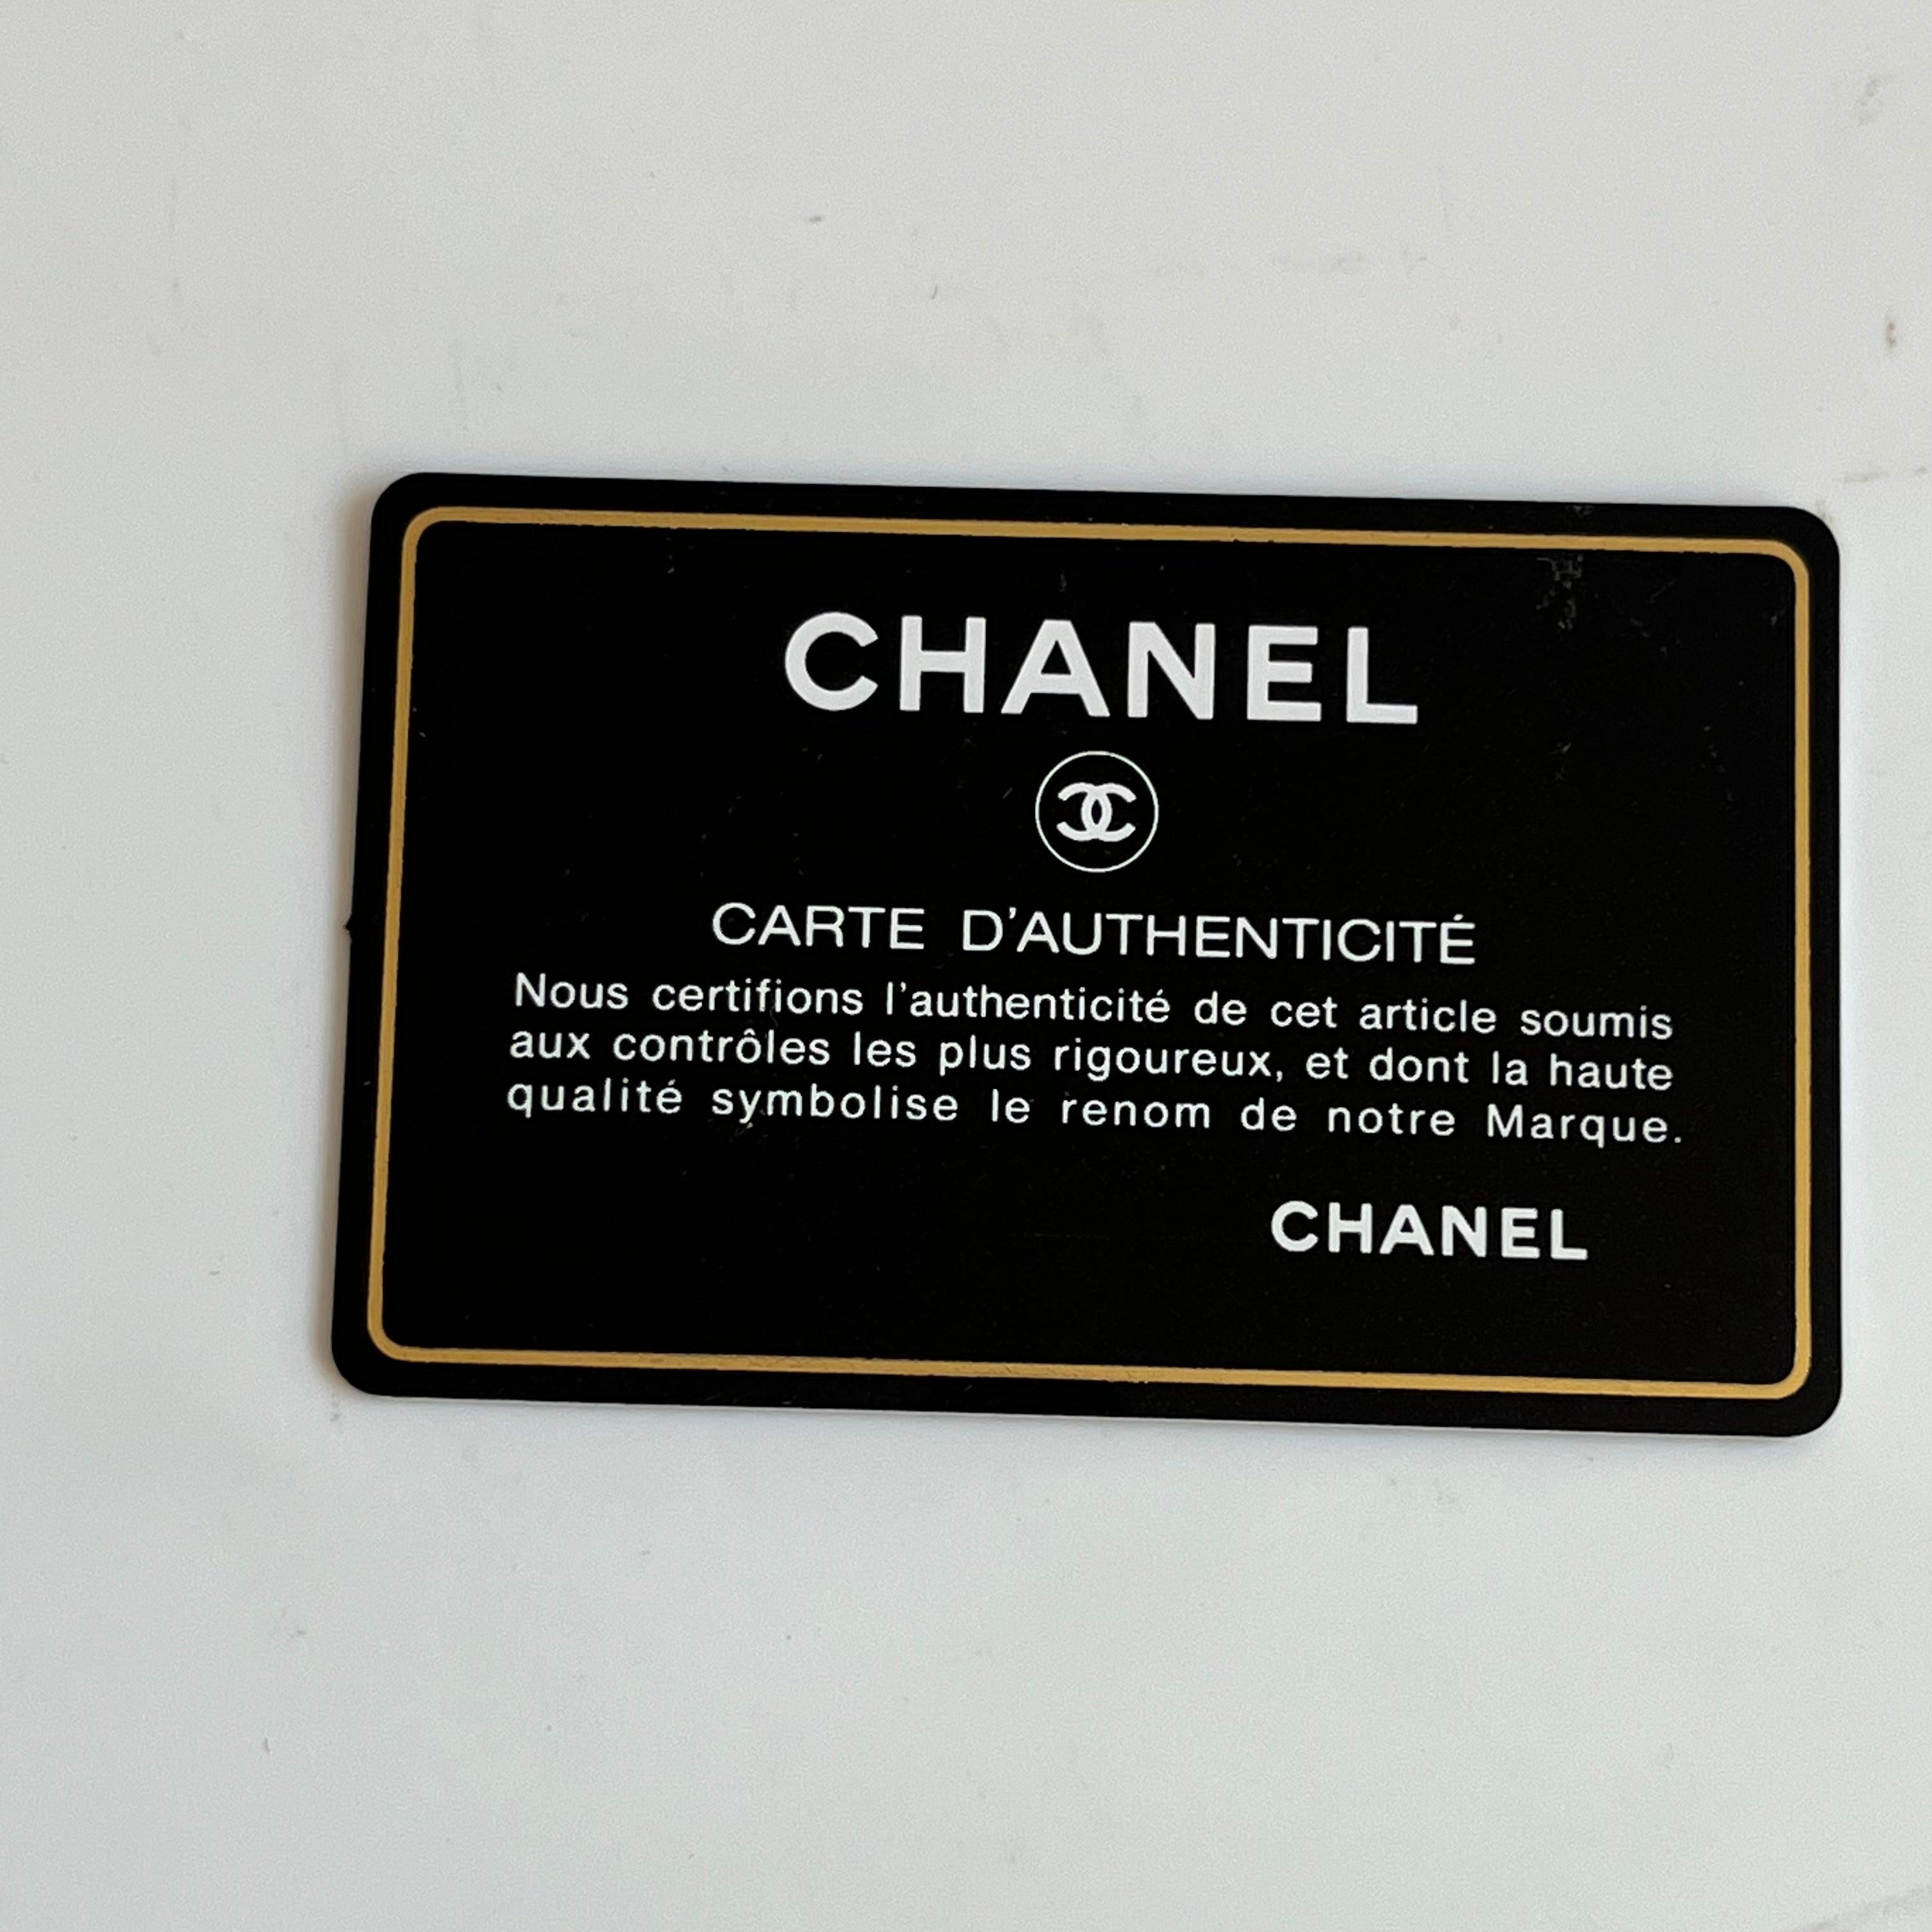 CHANEL
CARTE D'AUTHENTICITÉ
Nous certifions l'authenticité de cet article soumis
aux contrôles les plus rigoureux, et dont la haute
qualité symbolise le renom de notre Marque.
CHANEL